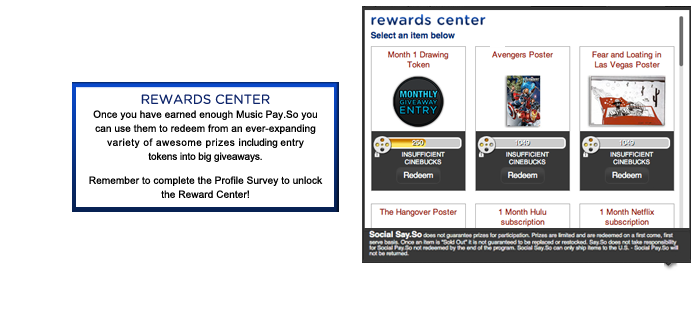 REWARDS CENTER
Once you have earned enough Music Pay.So you
can use them to redeem from an ever-expanding
variety of awesome prizes including entry
tokens into big giveaways.
Remember to complete the Profile Survey to unlock
the Reward Center!
rewards center
Select an item below
Month 1 Drawing
Token
MONTHLY
GIVEAWAY
ENTRY
250
INSUFFICIENT
CINEBUCKS
Redeem
Avengers Poster
1049
INSUFFICIENT
CINEBUCKS
Redeem
Fear and Loating in
Las Vegas Poster
1049
INSUFFICIENT
CINEBUCKS
Redeem
The Hangover Poster
1 Month Hulu
subscription
1 Month Netflix
subscription
Social Say.So does not guarantee prizes for participation. Prizes are limited and are redeemed on a first come, first
serve basis. Once an item is "Sold Out" it is not guaranteed to be replaced or restocked. Say.So does not take responsibility
for Social Pay.So not redeemed by the end of the program. Social Say.So can only ship items to the U.S. - Social Pay.So will
not be returned.